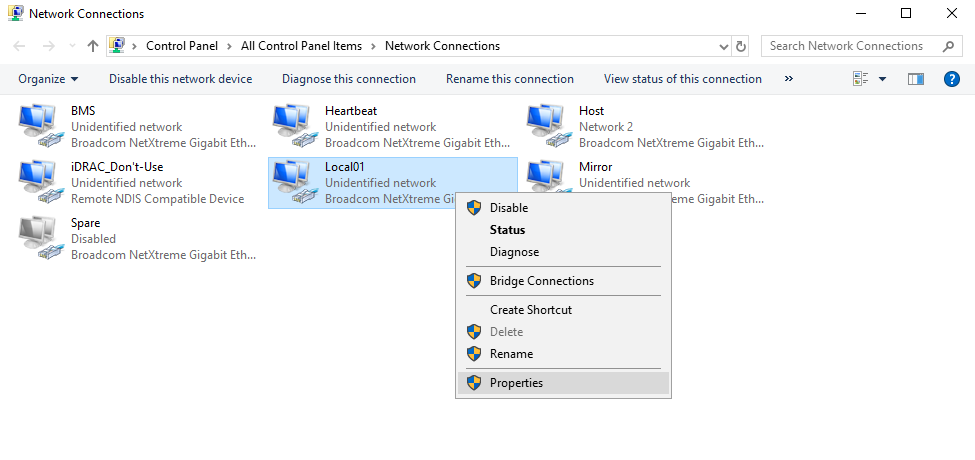 Network Connections
Control Panel > All Control Panel Items > Network Connections
Search Network Connections
Organize Disable this network device Diagnose this connection Rename this connection View status of this connection »
BMS
Unidentified network
Broadcom NetXtreme Gigabit Eth...
Heartbeat
Unidentified network
Broadcom NetXtreme Gigabit Eth...
Host
Network 2
Broadcom NetXtreme Gigabit Eth...
iDRAC_Don't-Use
Unidentified network
Remote NDIS Compatible Device
Local01
Unidentified network
Broadcom NetXtreme Gi
Mirror
Unidentified network
NetXtreme Gigabit Eth...
Spare
Disabled
Broadcom NetXtreme Gigabit Eth...
Disable
Status
Diagnose
Bridge Connections
Create Shortcut
Delete
Rename
Properties